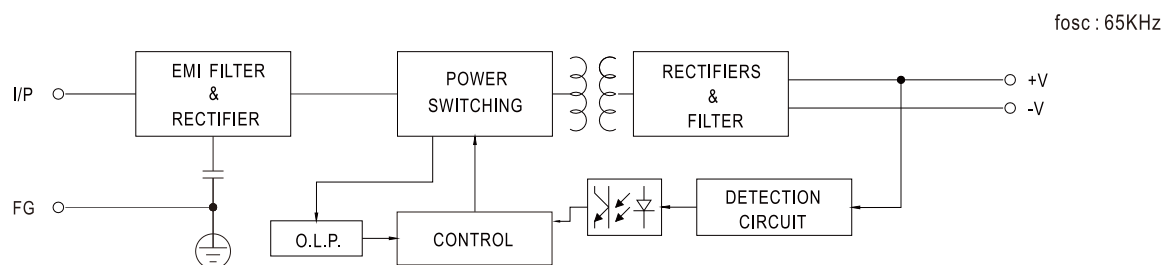 fosc : 65KHz
I/P
EMI FILTER
&
RECTIFIER
POWER
SWITCHING
RECTIFIERS
&
FILTER
+V
-V
FG
O.L.P.
CONTROL
DETECTION
CIRCUIT